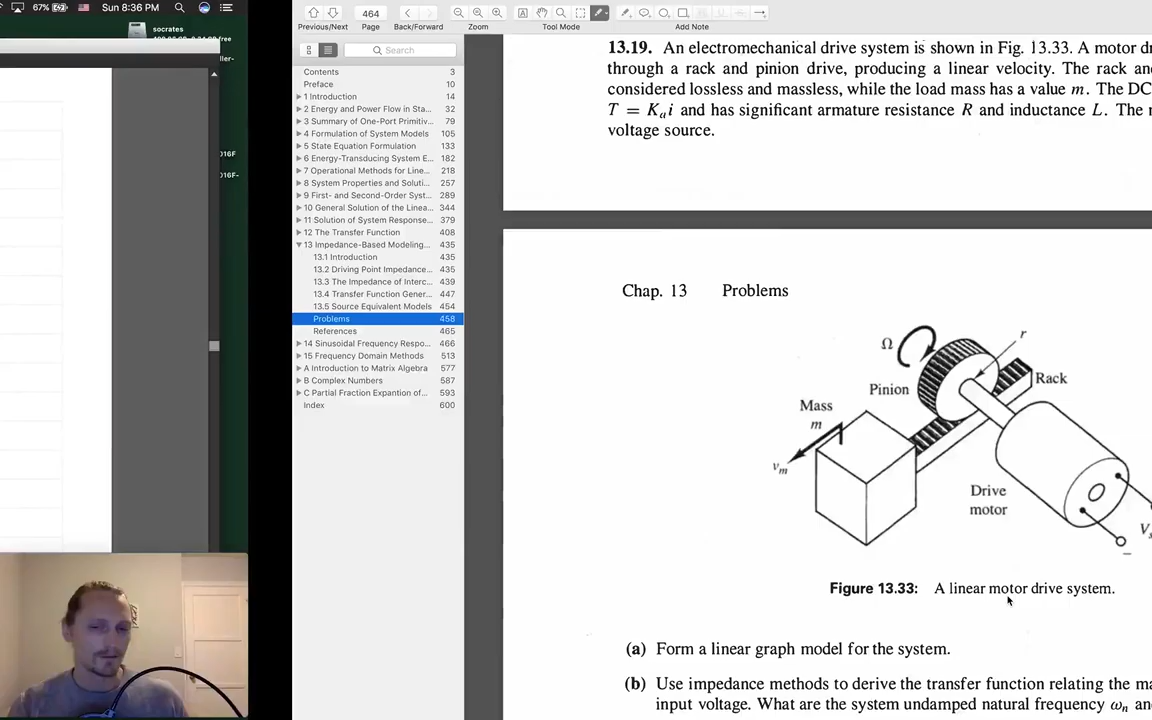 67%
Sun 8:36 PM
socrates
free
ller-
016F
016F-
464
Previous/Next
Page
Back/Forward
Zoom
Tool Mode
Add Note
Search
Contents 3
Preface 10
1 Introduction 14
2 Energy and Power Flow in Sta... 32
3 Summary of One-Port Primitiv... 79
4 Formulation of System Models 105
5 State Equation Formulation 133
6 Energy-Transducing System E... 182
7 Operational Methods for Line... 218
8 System Properties and Soluti... 257
9 First- and Second-Order Syst... 289
10 General Solution of the Linea... 344
11 Solution of System Response... 379
12 The Transfer Function 408
13 Impedance-Based Modeling... 435
13.1 Introduction 435
13.2 Driving Point Impedance... 435
13.3 The Impedance of Interc... 439
13.4 Transfer Function Gener... 447
13.5 Source Equivalent Models 454
Problems 458
References 465
14 Sinusoidal Frequency Respo... 466
15 Frequency Domain Methods 513
A Introduction to Matrix Algebra 577
B Complex Numbers 587
C Partial Fraction Expantion of... 593
Index 600
13.19. An electromechanical drive system is shown in Fig. 13.33. A motor dr
through a rack and pinion drive, producing a linear velocity. The rack an
considered lossless and massless, while the load mass has a value m. The DC
T = Kₐi and has significant armature resistance R and inductance L. The
voltage source.
Chap. 13 Problems
Ω
r
Pinion
Rack
Mass
m
vₘ
Drive
motor
Vₛ
−
Figure 13.33: A linear motor drive system.
(a) Form a linear graph model for the system.
(b) Use impedance methods to derive the transfer function relating the ma
input voltage. What are the system undamped natural frequency ωₙ an